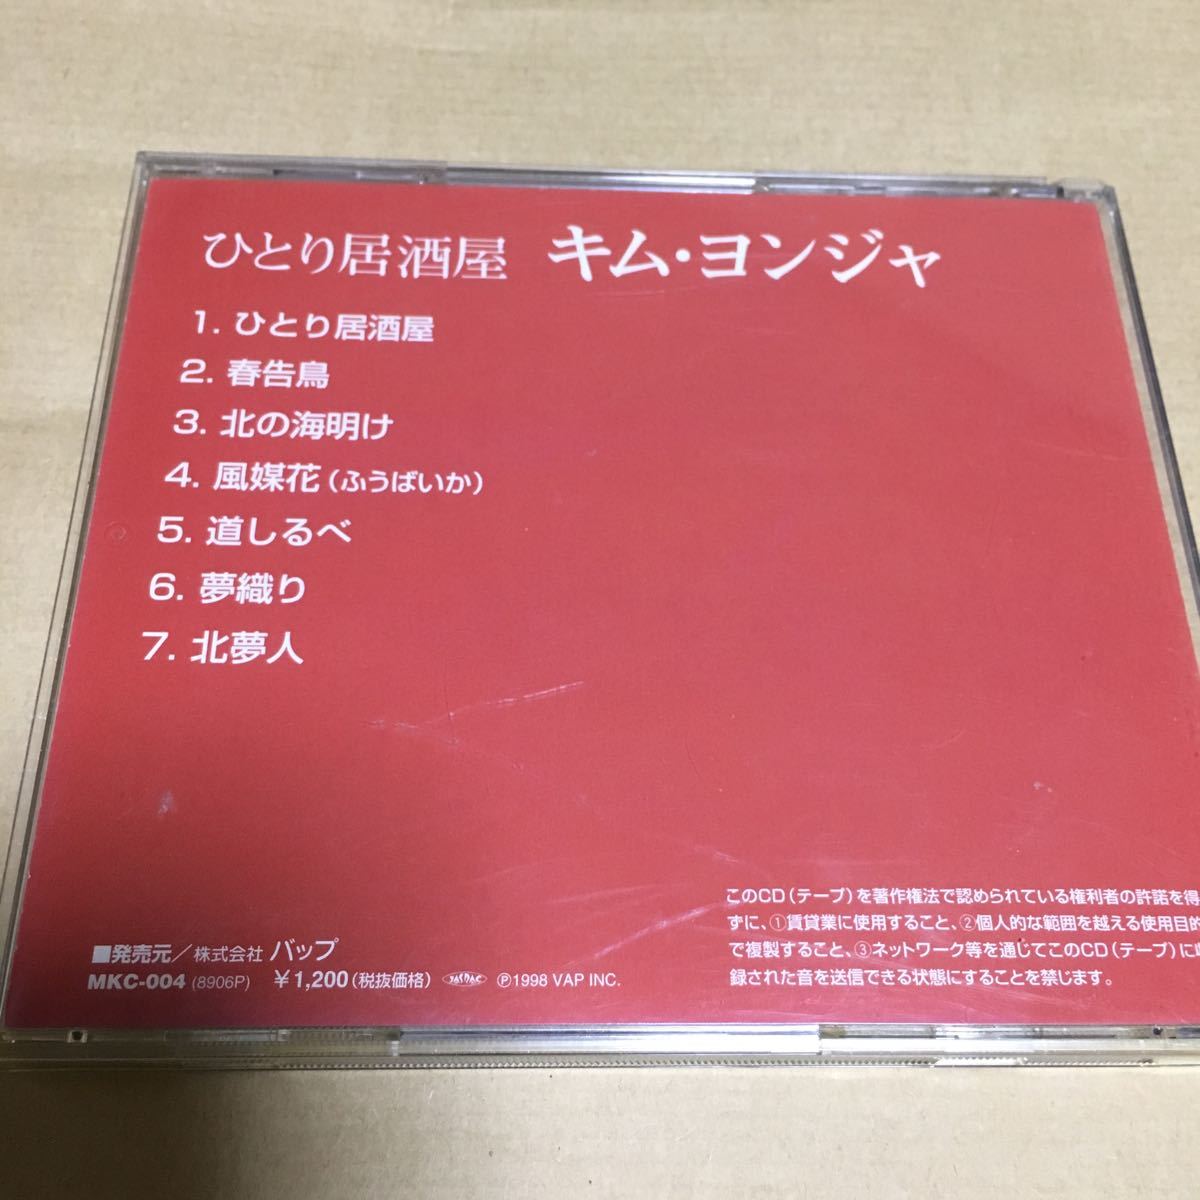 ひとり居酒屋 キム・ヨンジャ
1. ひとり居酒屋
2. 春告鳥
3. 北の海明け
4. 風媒花（ふうばいか）
5. 道しるべ
6. 夢織り
7. 北夢人
このCD（テープ）を著作権法で認められている権利者の許諾を得
ずに、①賃貸業に使用すること、②個人的な範囲を越える使用目的
で複製すること、③ネットワーク等を通じてこのCD（テープ）に収
録された音を送信できる状態にすることを禁じます。
■発売元／株式会社 バップ
MKC-004 (8906P) ￥1,200（税抜価格） JASRAC ℗1998 VAP INC.